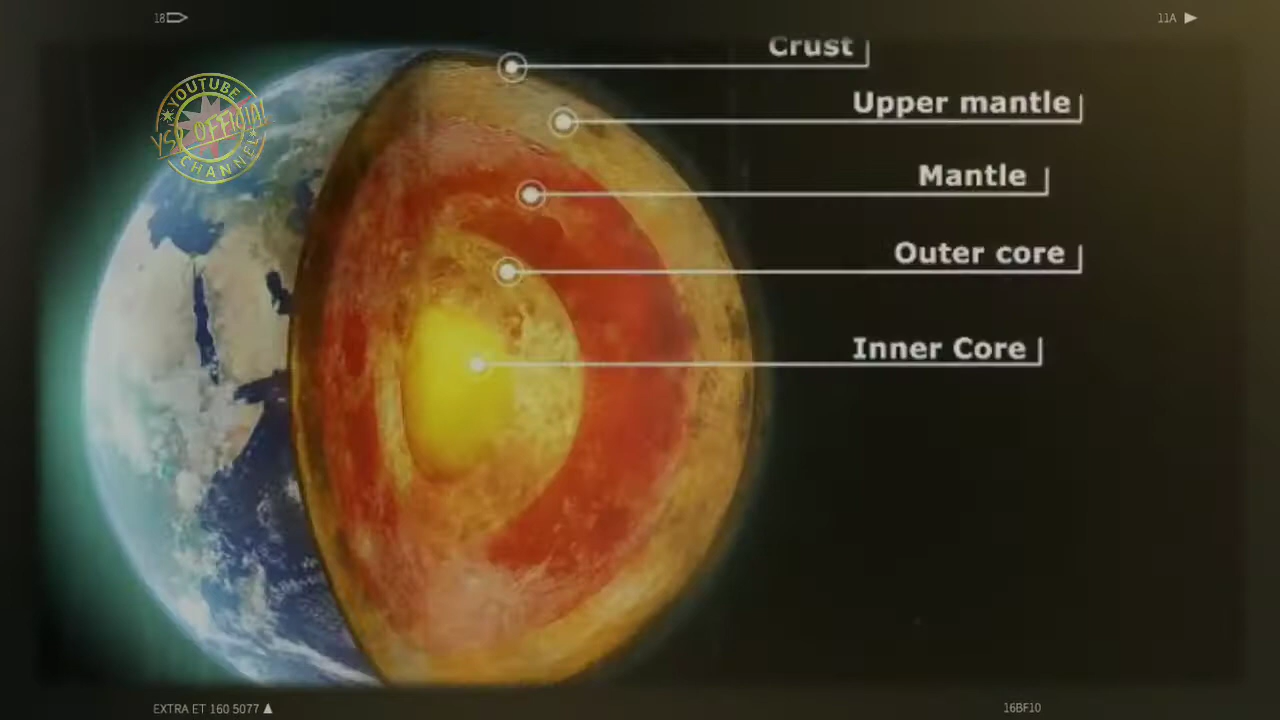 18
11A
Crust
YOUTUBE
YSP OFFICIAL
CHANNEL
Upper mantle
Mantle
Outer core
Inner Core
EXTRA ET 160 5077
16BF10